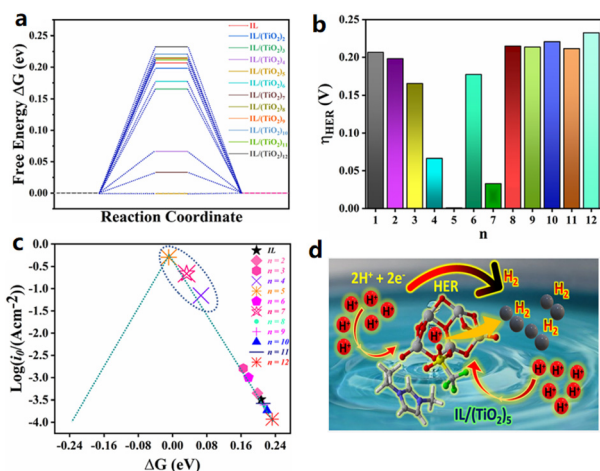 a
Free Energy ΔG (ev)
0.25
0.20
0.15
0.10
0.05
0.00
Reaction Coordinate
IL
IL/(TiO₂)₂
IL/(TiO₂)₃
IL/(TiO₂)₄
IL/(TiO₂)₅
IL/(TiO₂)₆
IL/(TiO₂)₇
IL/(TiO₂)₈
IL/(TiO₂)₉
IL/(TiO₂)₁₀
IL/(TiO₂)₁₁
IL/(TiO₂)₁₂
b
η_HER (V)
0.25
0.20
0.15
0.10
0.05
0.00
1 2 3 4 5 6 7 8 9 10 11 12
n
c
Log(i₀/(Acm⁻²)
0.0
-0.5
-1.0
-1.5
-2.0
-2.5
-3.0
-3.5
-4.0
-0.24 -0.16 -0.08 0.00 0.08 0.16 0.24
ΔG (eV)
IL
n = 2
n = 3
n = 4
n = 5
n = 6
n = 7
n = 8
n = 9
n = 10
n = 11
n = 12
d
2H⁺ + 2e⁻
HER
H₂
H₂
H₂
H₂
H⁺ H⁺
H⁺ H⁺ H⁺
H⁺ H⁺
H⁺
H⁺
H⁺ H⁺ H⁺
H⁺ H⁺ H⁺
H⁺
IL/(TiO₂)₅